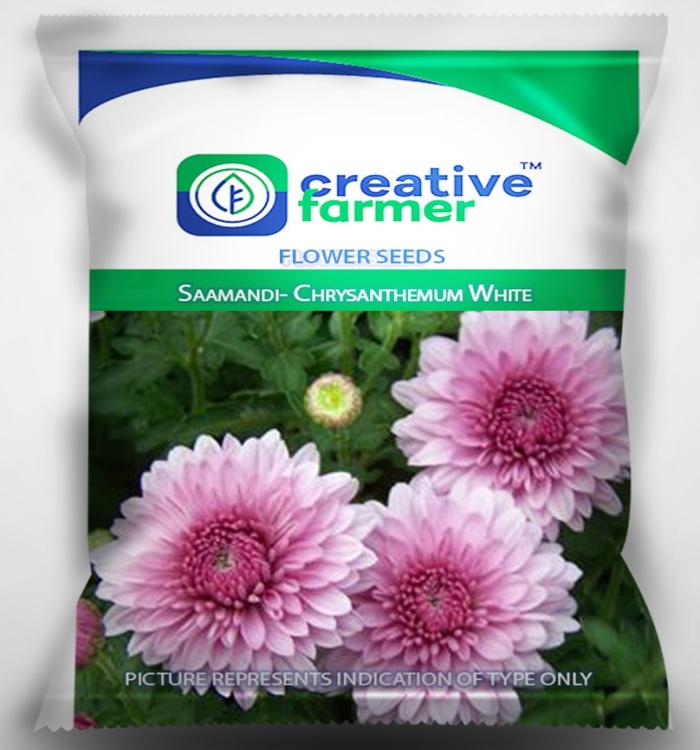 creative™
farmer
FLOWER SEEDS
SAAMANDI- CHRYSANTHEMUM WHITE
PICTURE REPRESENTS INDICATION OF TYPE ONLY